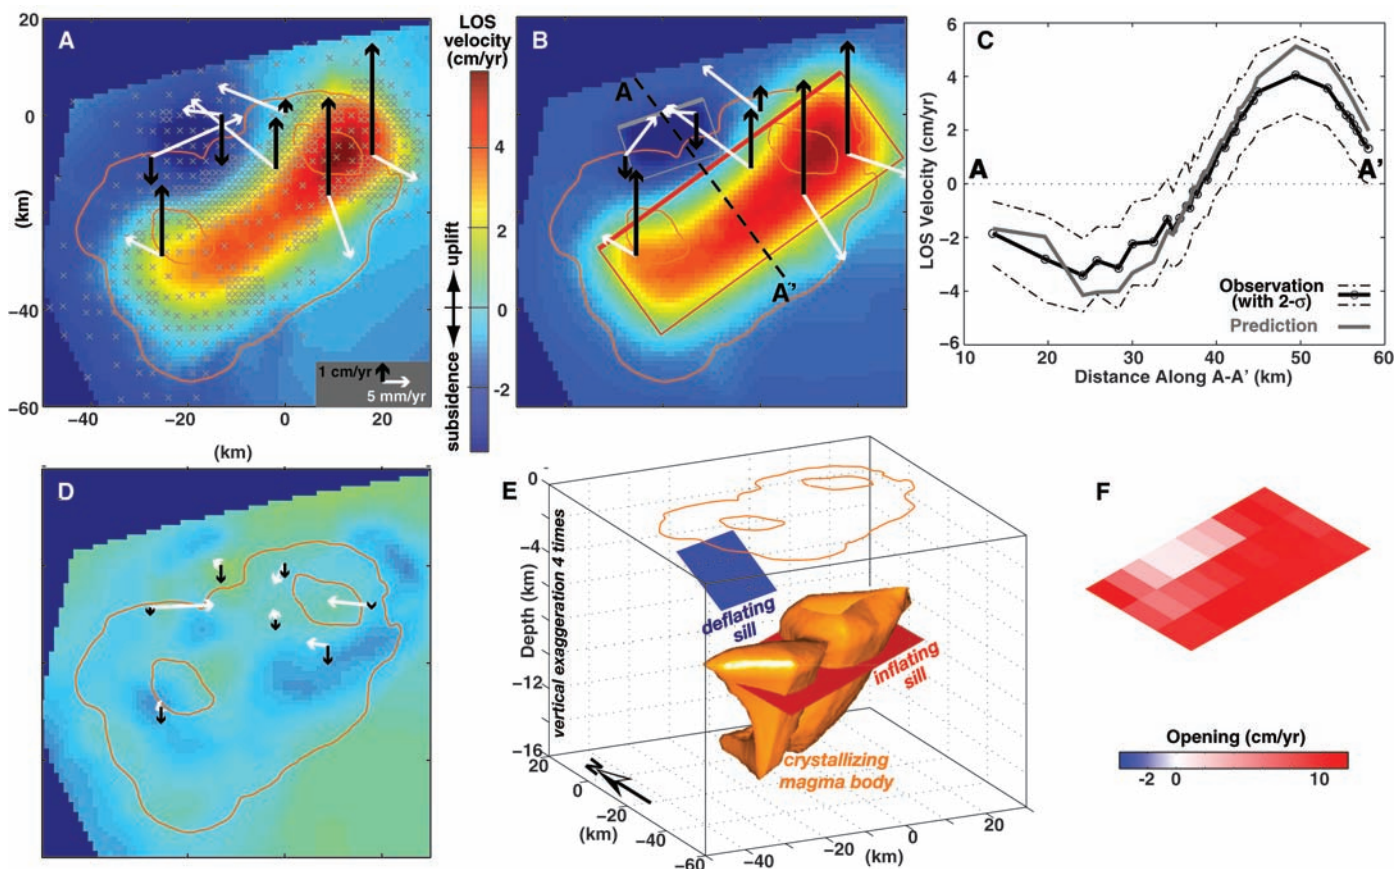 A
20
0
(km)
−40
−60
−40
−20
0
20
(km)
1 cm/yr
5 mm/yr
LOS
velocity
(cm/yr)
4
2
0
-2
subsidence
uplift
B
A
A'
−40
−20
0
20
C
LOS Velocity (cm/yr)
6
4
2
0
−2
−4
−6
A
A'
Observation
(with 2-σ)
Prediction
10
20
30
40
50
60
Distance Along A-A' (km)
D
E
0
−4
−8
−12
−16
Depth (km)
vertical exaggeration 4 times
deflating
sill
inflating
sill
crystallizing
magma body
N
20
0
−20
−40
−60
(km)
−40
−20
0
20
(km)
F
Opening (cm/yr)
-2
0
10